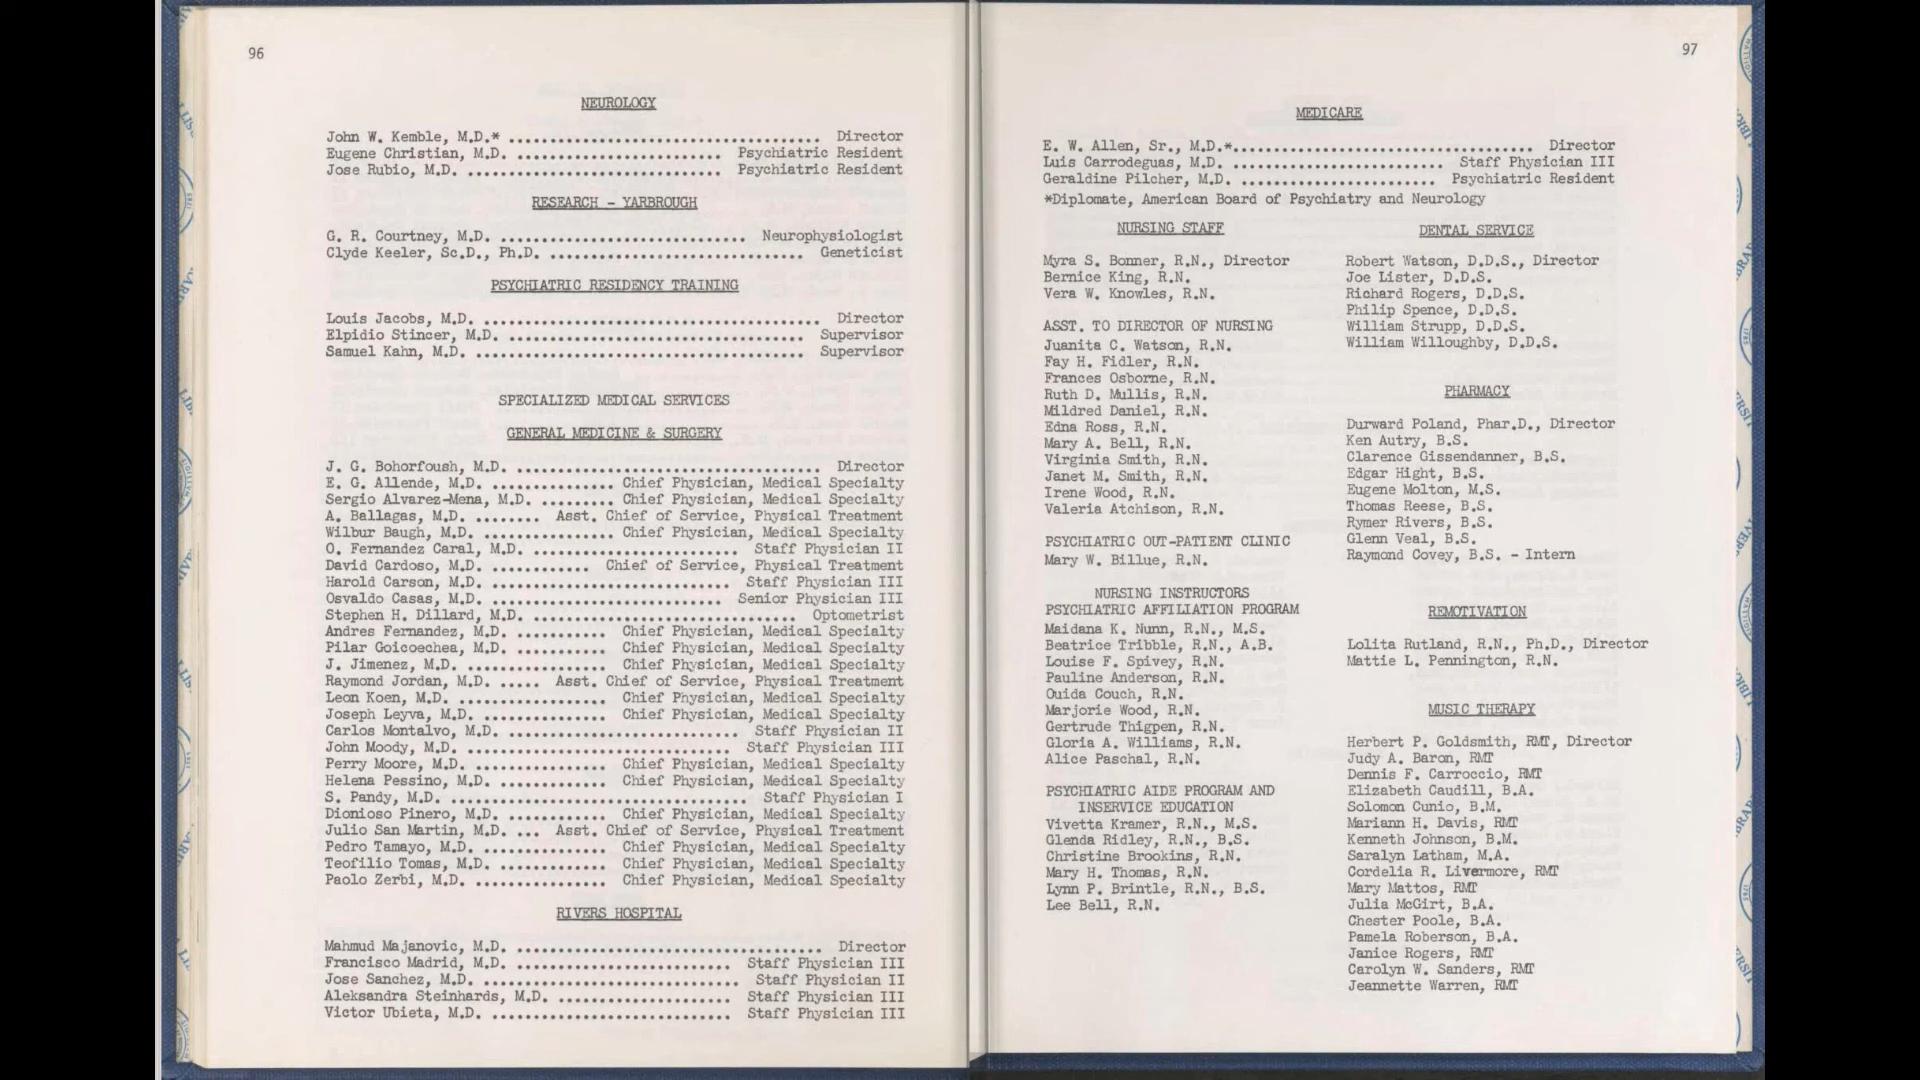 96
NEUROLOGY
John W. Kemble, M.D.* ...................................... Director
Eugene Christian, M.D. ......................... Psychiatric Resident
Jose Rubio, M.D. ............................... Psychiatric Resident
RESEARCH - YARBROUGH
G. R. Courtney, M.D. .............................. Neurophysiologist
Clyde Keeler, Sc.D., Ph.D. ............................... Geneticist
PSYCHIATRIC RESIDENCY TRAINING
Louis Jacobs, M.D. ......................................... Director
Elpidio Stincer, M.D. .................................... Supervisor
Samuel Kahn, M.D. ........................................ Supervisor
SPECIALIZED MEDICAL SERVICES
GENERAL MEDICINE & SURGERY
J. G. Bohorfoush, M.D. ..................................... Director
E. G. Allende, M.D. ............... Chief Physician, Medical Specialty
Sergio Alvarez-Mena, M.D. ......... Chief Physician, Medical Specialty
A. Ballagas, M.D. ........ Asst. Chief of Service, Physical Treatment
Wilbur Baugh, M.D. ................ Chief Physician, Medical Specialty
O. Fernandez Caral, M.D. ......................... Staff Physician II
David Cardoso, M.D. ............ Chief of Service, Physical Treatment
Harold Carson, M.D. ............................. Staff Physician III
Osvaldo Casas, M.D. ............................ Senior Physician III
Stephen H. Dillard, M.D. ................................ Optometrist
Andres Fernandez, M.D. ............ Chief Physician, Medical Specialty
Pilar Goicoechea, M.D. ............ Chief Physician, Medical Specialty
J. Jimenez, M.D. .................. Chief Physician, Medical Specialty
Raymond Jordan, M.D. ..... Asst. Chief of Service, Physical Treatment
Leon Koen, M.D. ................... Chief Physician, Medical Specialty
Joseph Leyva, M.D. ................ Chief Physician, Medical Specialty
Carlos Montalvo, M.D. ............................ Staff Physician II
John Moody, M.D. ................................ Staff Physician III
Perry Moore, M.D. ................. Chief Physician, Medical Specialty
Helena Pessino, M.D. .............. Chief Physician, Medical Specialty
S. Pandy, M.D. .................................... Staff Physician I
Dionioso Pinero, M.D. ............. Chief Physician, Medical Specialty
Julio San Martin, M.D. ... Asst. Chief of Service, Physical Treatment
Pedro Tamayo, M.D. ................ Chief Physician, Medical Specialty
Teofilio Tomas, M.D. .............. Chief Physician, Medical Specialty
Paolo Zerbi, M.D. ................. Chief Physician, Medical Specialty
RIVERS HOSPITAL
Mahmud Majanovic, M.D. ..................................... Director
Francisco Madrid, M.D. .......................... Staff Physician III
Jose Sanchez, M.D. ............................... Staff Physician II
Aleksandra Steinhards, M.D. ..................... Staff Physician III
Victor Ubieta, M.D. ............................. Staff Physician III
97
MEDICARE
E. W. Allen, Sr., M.D.*..................................... Director
Luis Carrodeguas, M.D. .......................... Staff Physician III
Geraldine Pilcher, M.D. ........................ Psychiatric Resident
*Diplomate, American Board of Psychiatry and Neurology
NURSING STAFF
Myra S. Bonner, R.N., Director
Bernice King, R.N.
Vera W. Knowles, R.N.
ASST. TO DIRECTOR OF NURSING
Juanita C. Watson, R.N.
Fay H. Fidler, R.N.
Frances Osborne, R.N.
Ruth D. Mullis, R.N.
Mildred Daniel, R.N.
Edna Ross, R.N.
Mary A. Bell, R.N.
Virginia Smith, R.N.
Janet M. Smith, R.N.
Irene Wood, R.N.
Valeria Atchison, R.N.
PSYCHIATRIC OUT-PATIENT CLINIC
Mary W. Billue, R.N.
NURSING INSTRUCTORS
PSYCHIATRIC AFFILIATION PROGRAM
Maidana K. Nunn, R.N., M.S.
Beatrice Tribble, R.N., A.B.
Louise F. Spivey, R.N.
Pauline Anderson, R.N.
Ouida Couch, R.N.
Marjorie Wood, R.N.
Gertrude Thigpen, R.N.
Gloria A. Williams, R.N.
Alice Paschal, R.N.
PSYCHIATRIC AIDE PROGRAM AND
INSERVICE EDUCATION
Vivetta Kramer, R.N., M.S.
Glenda Ridley, R.N., B.S.
Christine Brookins, R.N.
Mary H. Thomas, R.N.
Lynn P. Brintle, R.N., B.S.
Lee Bell, R.N.
DENTAL SERVICE
Robert Watson, D.D.S., Director
Joe Lister, D.D.S.
Richard Rogers, D.D.S.
Philip Spence, D.D.S.
William Strupp, D.D.S.
William Willoughby, D.D.S.
PHARMACY
Durward Poland, Phar.D., Director
Ken Autry, B.S.
Clarence Gissendanner, B.S.
Edgar Hight, B.S.
Eugene Molton, M.S.
Thomas Reese, B.S.
Rymer Rivers, B.S.
Glenn Veal, B.S.
Raymond Covey, B.S. - Intern
REMOTIVATION
Lolita Rutland, R.N., Ph.D., Director
Mattie L. Pennington, R.N.
MUSIC THERAPY
Herbert P. Goldsmith, RMT, Director
Judy A. Baron, RMT
Dennis F. Carroccio, RMT
Elizabeth Caudill, B.A.
Solomon Cunio, B.M.
Mariann H. Davis, RMT
Kenneth Johnson, B.M.
Saralyn Latham, M.A.
Cordelia R. Livermore, RMT
Mary Mattos, RMT
Julia McGirt, B.A.
Chester Poole, B.A.
Pamela Roberson, B.A.
Janice Rogers, RMT
Carolyn W. Sanders, RMT
Jeannette Warren, RMT